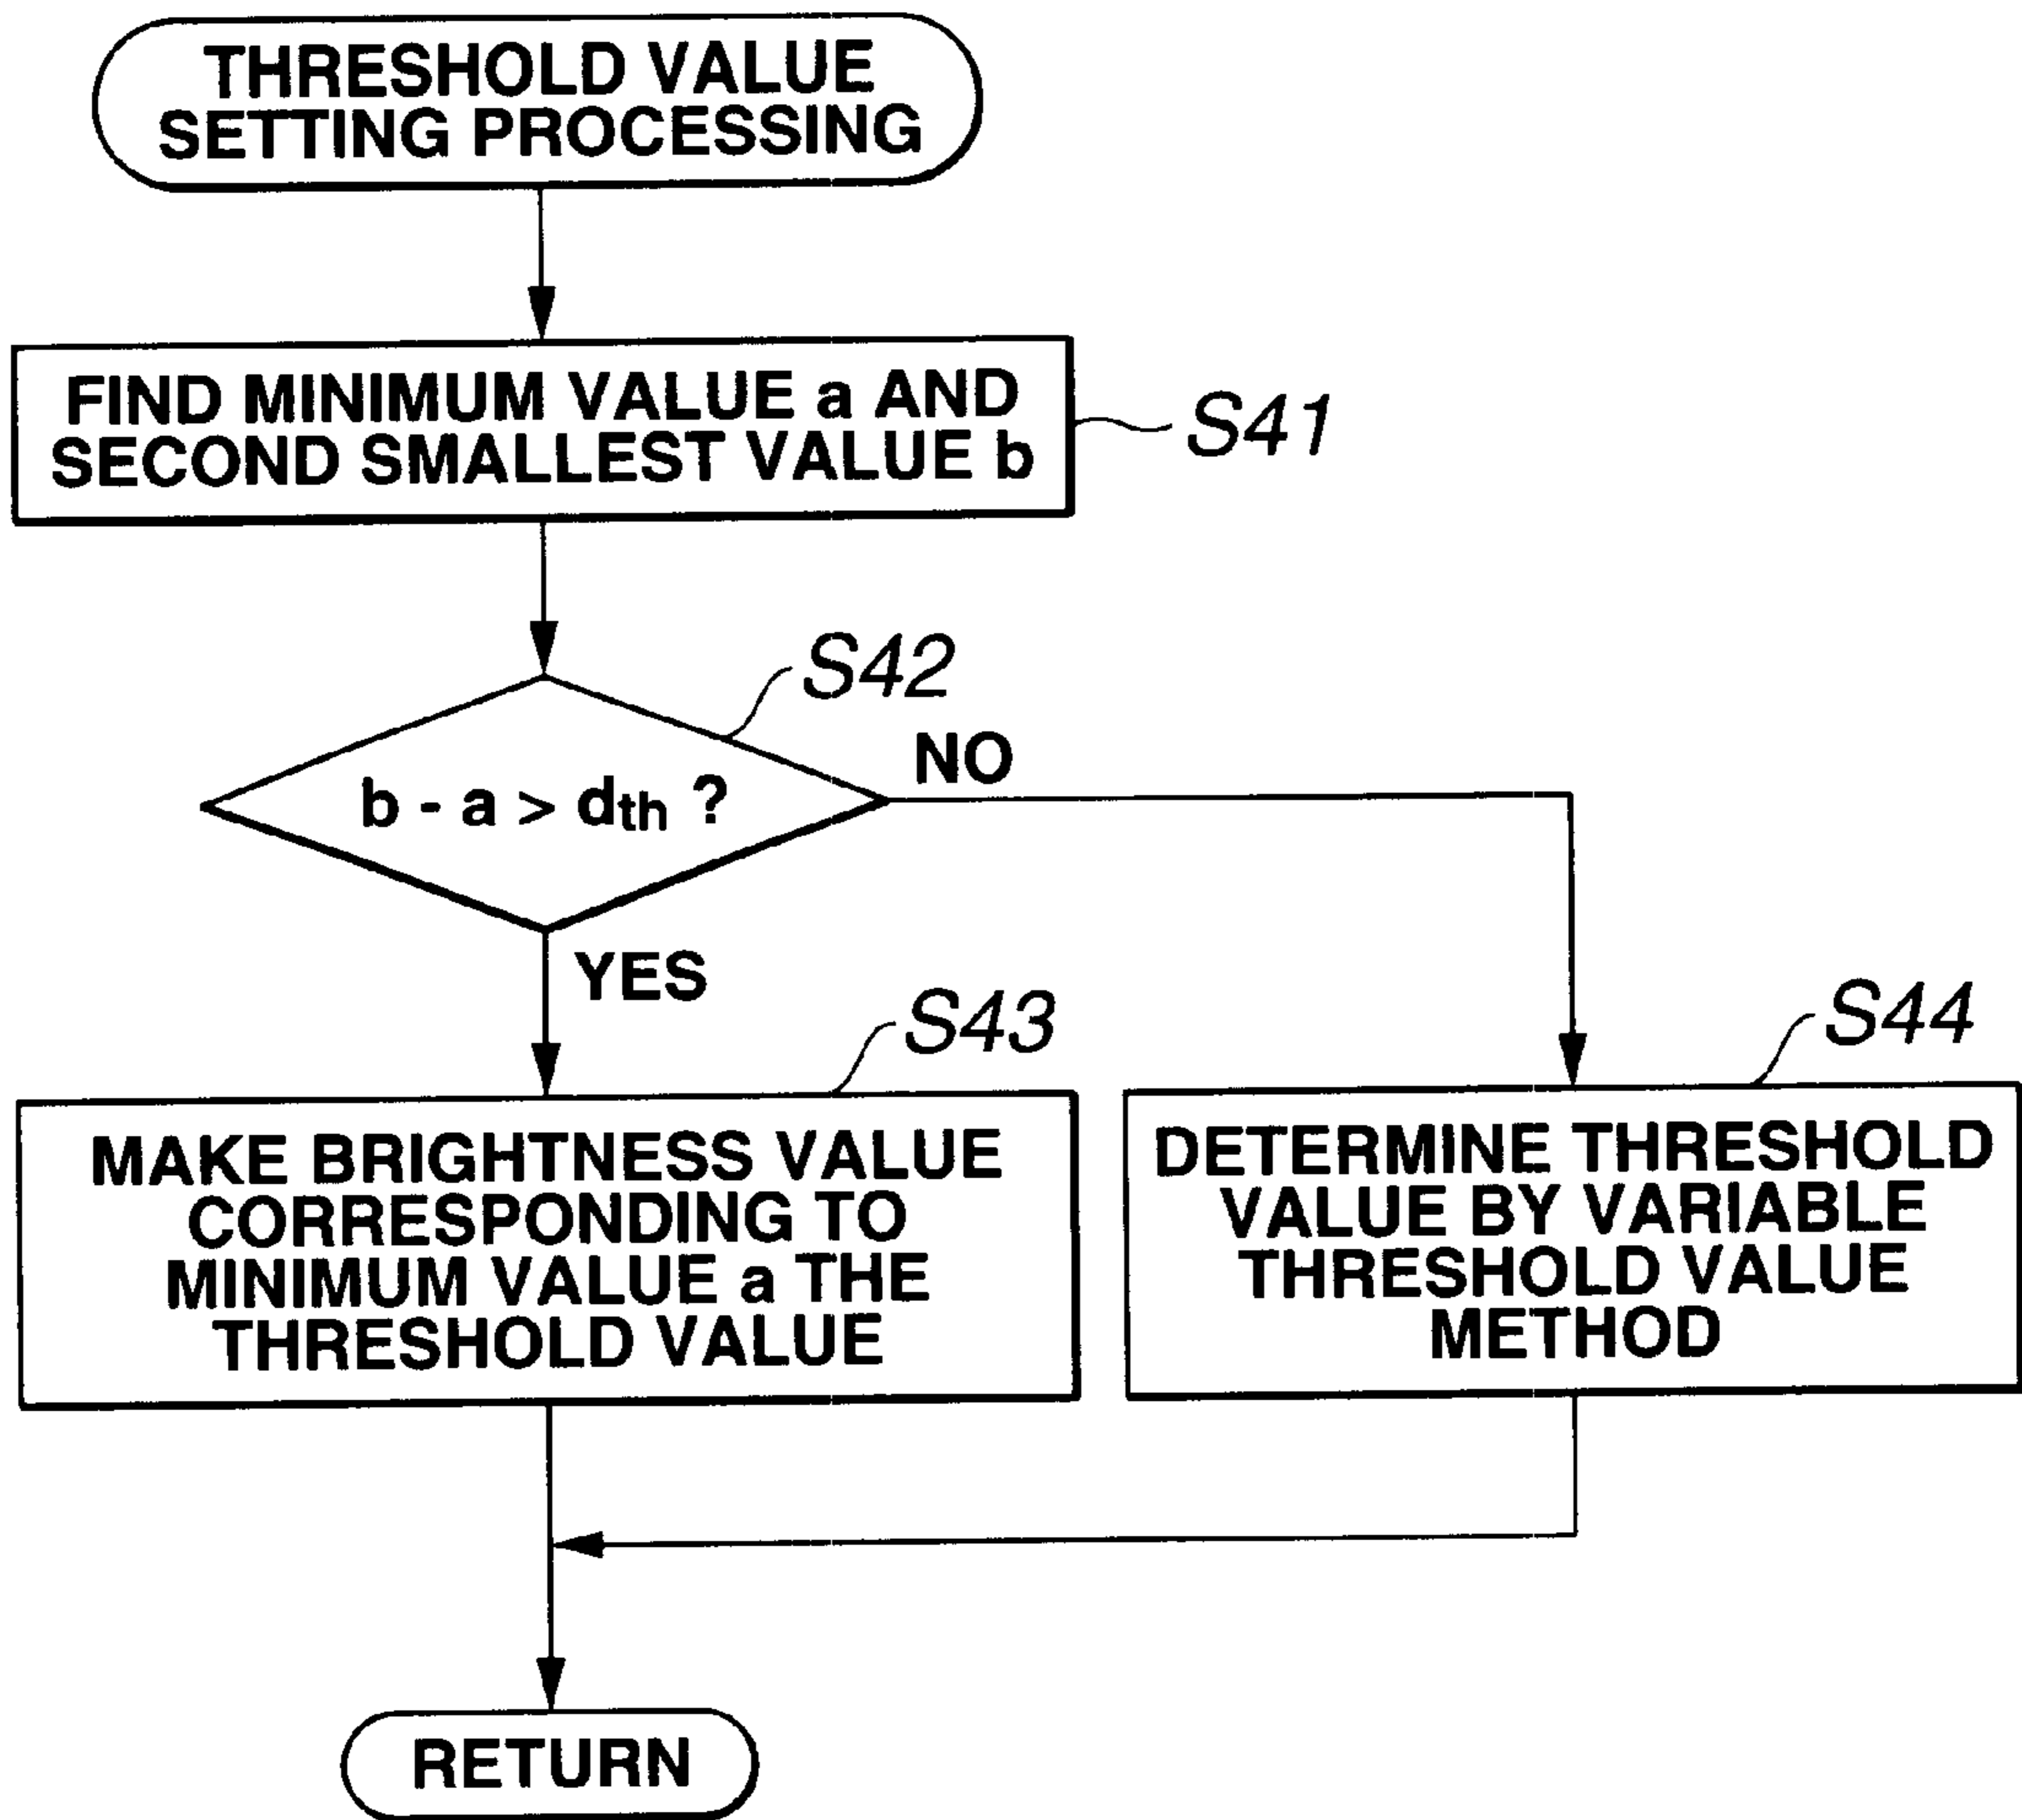 THRESHOLD VALUE
SETTING PROCESSING
FIND MINIMUM VALUE a AND
SECOND SMALLEST VALUE b
S41
S42
b - a > dth ?
NO
YES
S43
MAKE BRIGHTNESS VALUE
CORRESPONDING TO
MINIMUM VALUE a THE
THRESHOLD VALUE
S44
DETERMINE THRESHOLD
VALUE BY VARIABLE
THRESHOLD VALUE
METHOD
RETURN